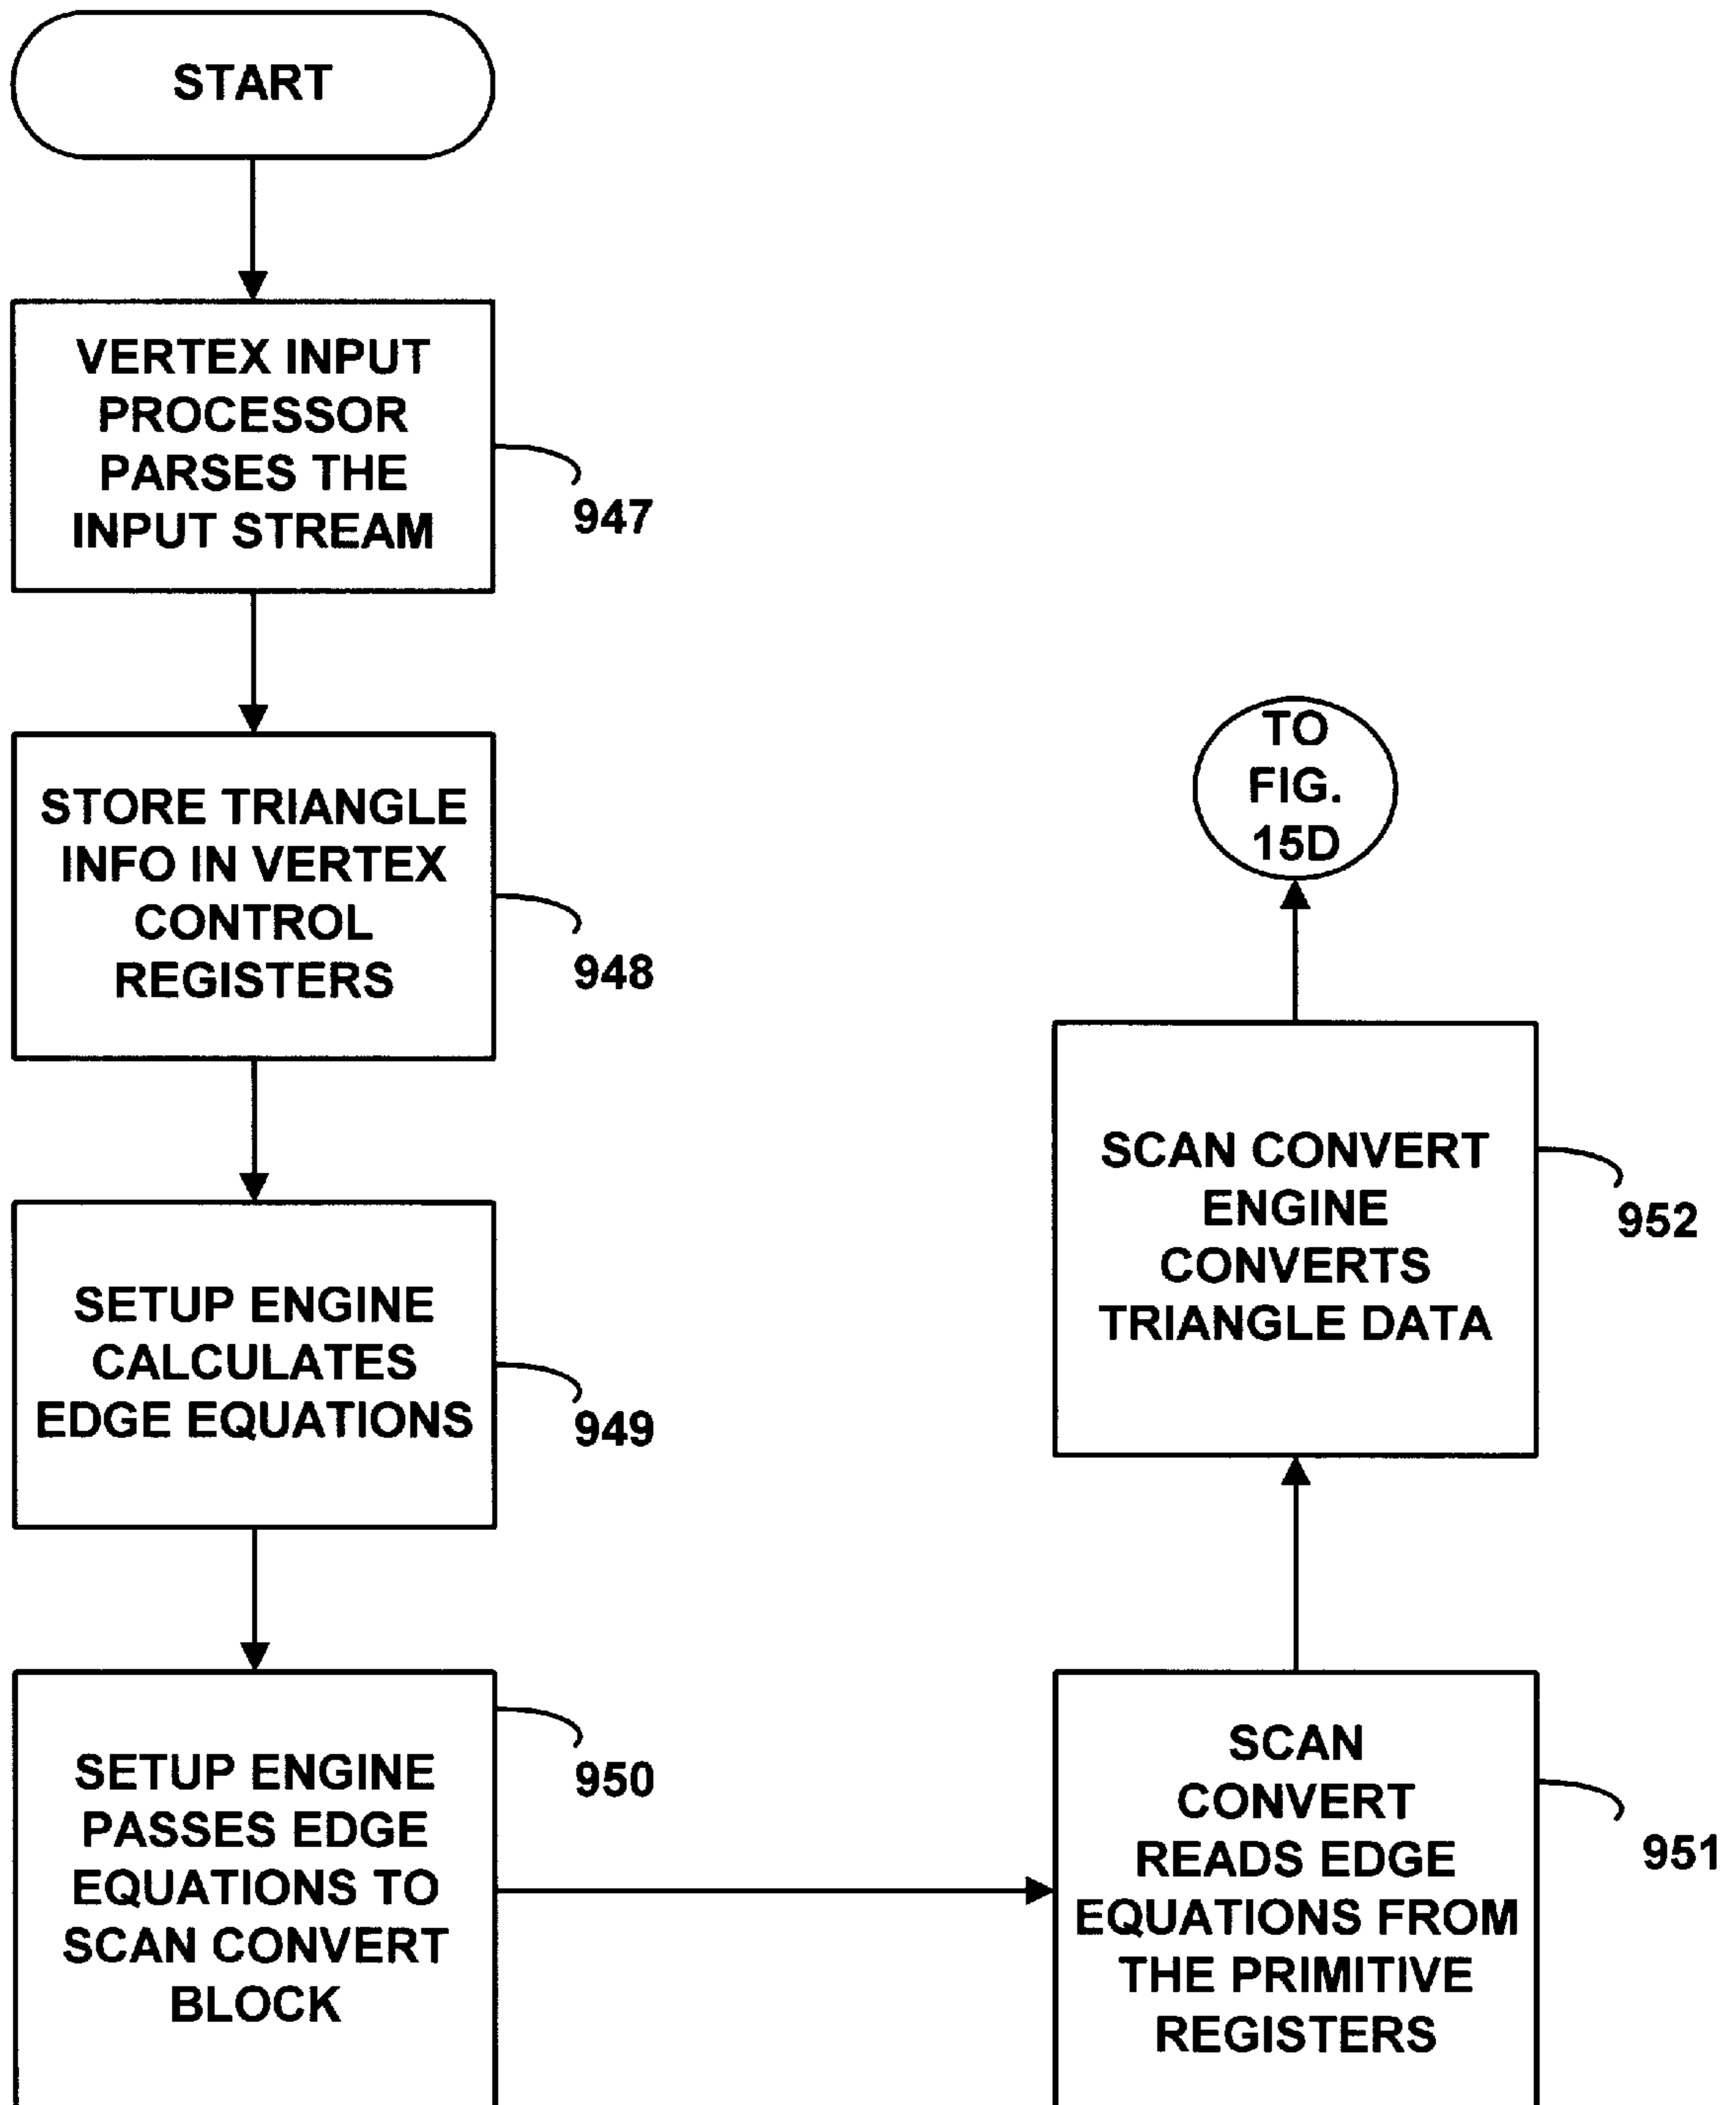 START
VERTEX INPUT
PROCESSOR
PARSES THE
INPUT STREAM
947
STORE TRIANGLE
INFO IN VERTEX
CONTROL
REGISTERS
948
SETUP ENGINE
CALCULATES
EDGE EQUATIONS
949
SETUP ENGINE
PASSES EDGE
EQUATIONS TO
SCAN CONVERT
BLOCK
950
SCAN
CONVERT
READS EDGE
EQUATIONS FROM
THE PRIMITIVE
REGISTERS
951
SCAN CONVERT
ENGINE
CONVERTS
TRIANGLE DATA
952
TO
FIG.
15D